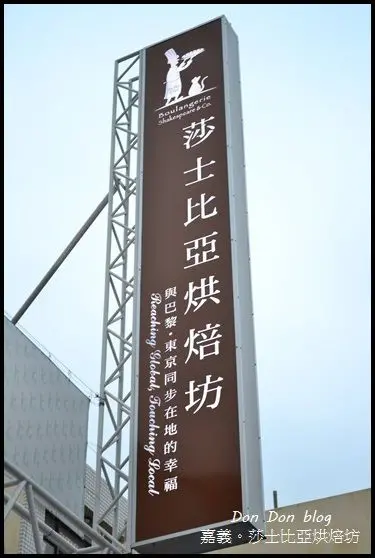 Boulangerie
Shakespeare & Co.
莎士比亞烘焙坊
與巴黎・東京同步在地的幸福
Reaching Global, Touching Local
Don Don blog
嘉義。莎士比亞烘焙坊